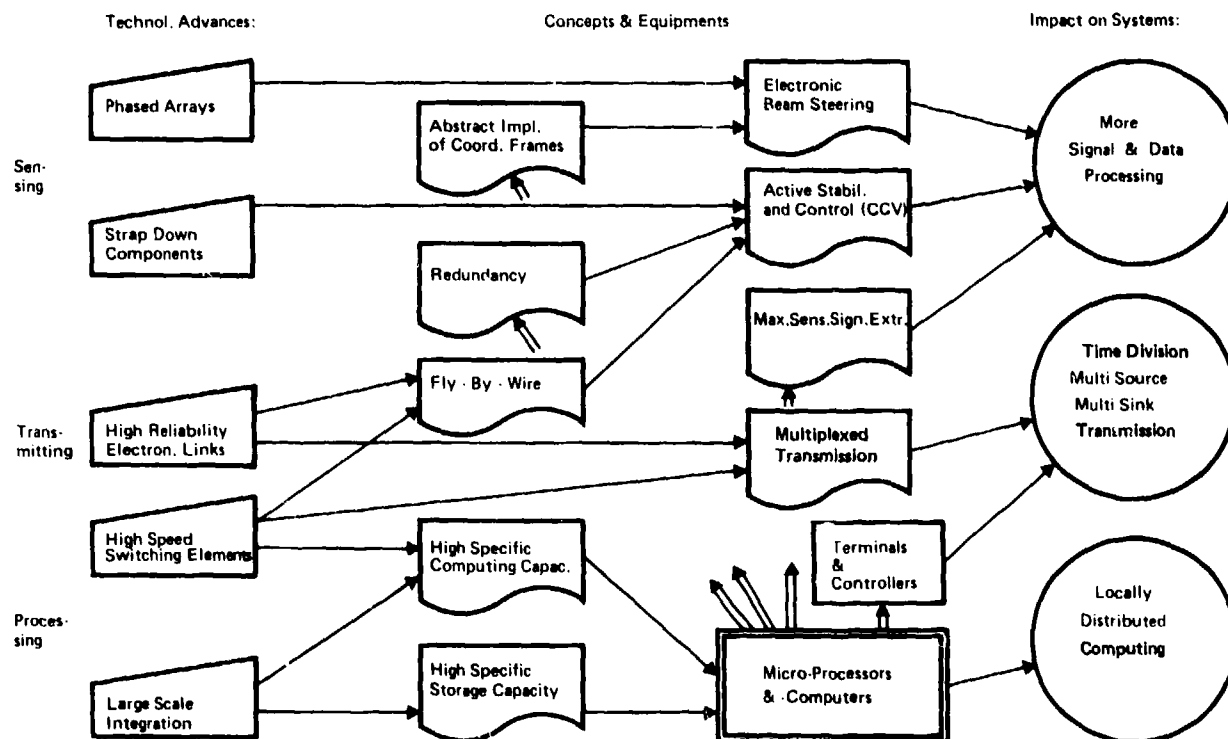 Technol. Advances:
Concepts & Equipments
Impact on Systems:
Sen-
sing
Phased Arrays
Abstract Impl.
of Coord. Frames
Electronic
Beam Steering
More
Signal & Data
Processing
Strap Down
Components
Redundancy
Active Stabil.
and Control (CCV)
Max.Sens.Sign.Extr.
Trans-
mitting
High Reliability
Electron. Links
Fly - By - Wire
Multiplexed
Transmission
Time Division
Multi Source
Multi Sink
Transmission
High Speed
Switching Elements
High Specific
Computing Capac.
Terminals
&
Controllers
Proces-
sing
Large Scale
Integration
High Specific
Storage Capacity
Micro-Processors
& -Computers
Locally
Distributed
Computing